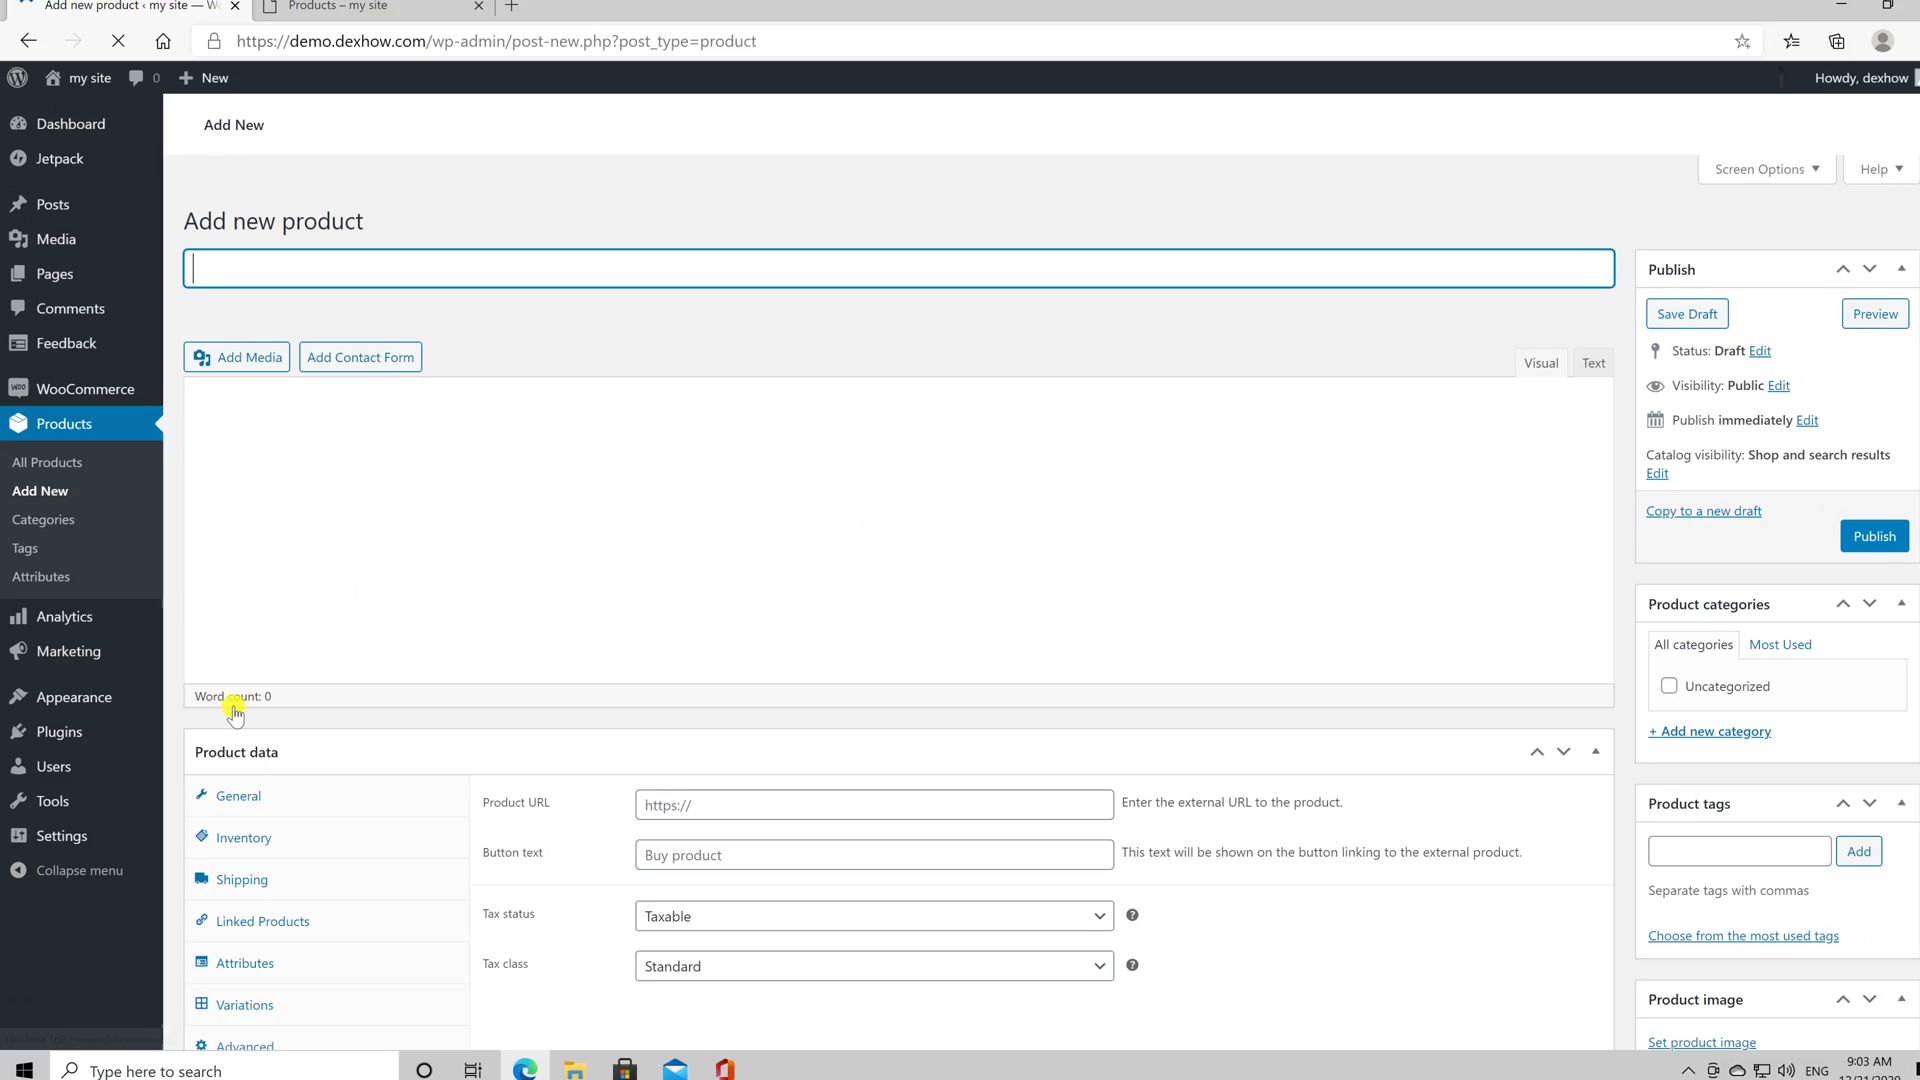 Add new product ‹ my site — W
Products – my site
https://demo.dexhow.com/wp-admin/post-new.php?post_type=product
my site
0
New
Howdy, dexhow
Dashboard
Jetpack
Posts
Media
Pages
Comments
Feedback
WooCommerce
Products
All Products
Add New
Categories
Tags
Attributes
Analytics
Marketing
Appearance
Plugins
Users
Tools
Settings
Collapse menu
Add New
Screen Options
Help
Add new product
Add Media
Add Contact Form
Visual
Text
Word count: 0
Product data
General
Inventory
Shipping
Linked Products
Attributes
Variations
Advanced
Product URL
https://
Enter the external URL to the product.
Button text
Buy product
This text will be shown on the button linking to the external product.
Tax status
Taxable
Tax class
Standard
Publish
Save Draft
Preview
Status: Draft Edit
Visibility: Public Edit
Publish immediately Edit
Catalog visibility: Shop and search results
Edit
Copy to a new draft
Publish
Product categories
All categories
Most Used
Uncategorized
+ Add new category
Product tags
Add
Separate tags with commas
Choose from the most used tags
Product image
Set product image
Type here to search
ENG
9:03 AM